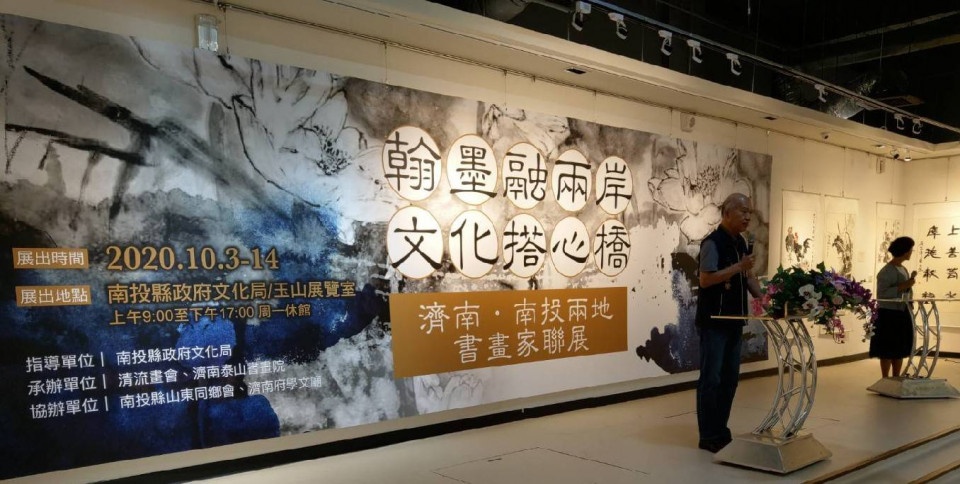 翰墨融兩岸
文化搭心橋
濟南・南投兩地
書畫家聯展
展出時間 2020.10.3-14
展出地點 南投縣政府文化局/玉山展覽室
上午9:00至下午17:00 周一休館
指導單位｜南投縣政府文化局
承辦單位｜清流畫會、濟南泰山書畫院
協辦單位｜南投縣山東同鄉會、濟南府學文廟